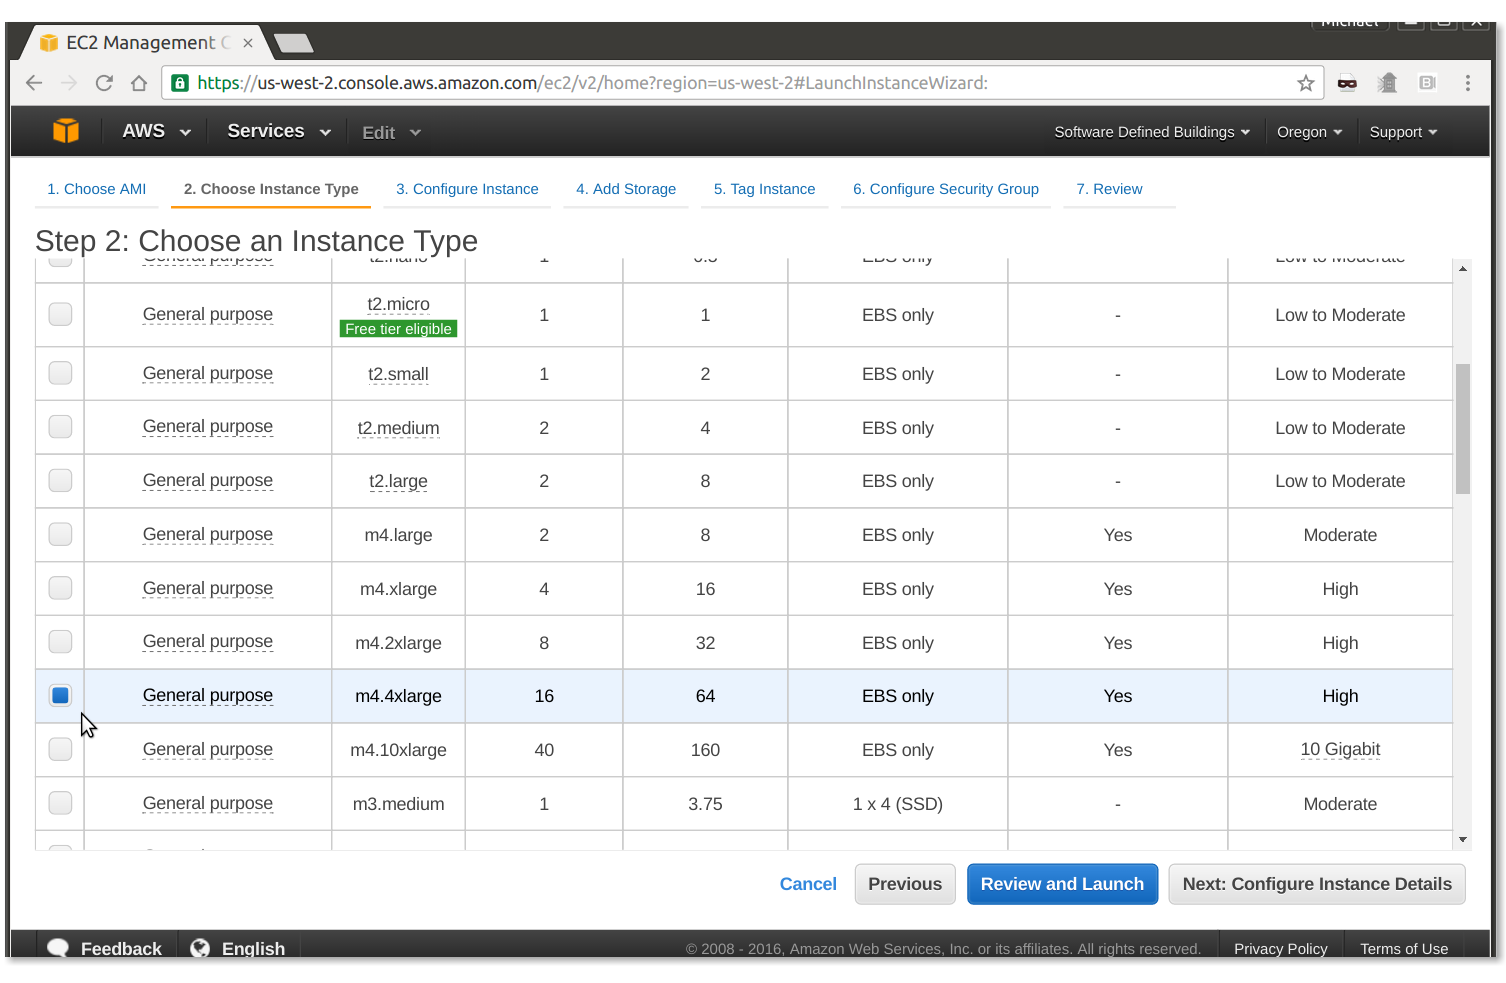 Michael
EC2 Management C
https://us-west-2.console.aws.amazon.com/ec2/v2/home?region=us-west-2#LaunchInstanceWizard:
AWS Services Edit Software Defined Buildings Oregon Support
1. Choose AMI 2. Choose Instance Type 3. Configure Instance 4. Add Storage 5. Tag Instance 6. Configure Security Group 7. Review
Step 2: Choose an Instance Type
General purpose t2.nano 1 0.5 EBS only Low to Moderate
General purpose t2.micro 1 1 EBS only - Low to Moderate
Free tier eligible
General purpose t2.small 1 2 EBS only - Low to Moderate
General purpose t2.medium 2 4 EBS only - Low to Moderate
General purpose t2.large 2 8 EBS only - Low to Moderate
General purpose m4.large 2 8 EBS only Yes Moderate
General purpose m4.xlarge 4 16 EBS only Yes High
General purpose m4.2xlarge 8 32 EBS only Yes High
General purpose m4.4xlarge 16 64 EBS only Yes High
General purpose m4.10xlarge 40 160 EBS only Yes 10 Gigabit
General purpose m3.medium 1 3.75 1 x 4 (SSD) - Moderate
Cancel Previous Review and Launch Next: Configure Instance Details
Feedback English © 2008 - 2016, Amazon Web Services, Inc. or its affiliates. All rights reserved. Privacy Policy Terms of Use